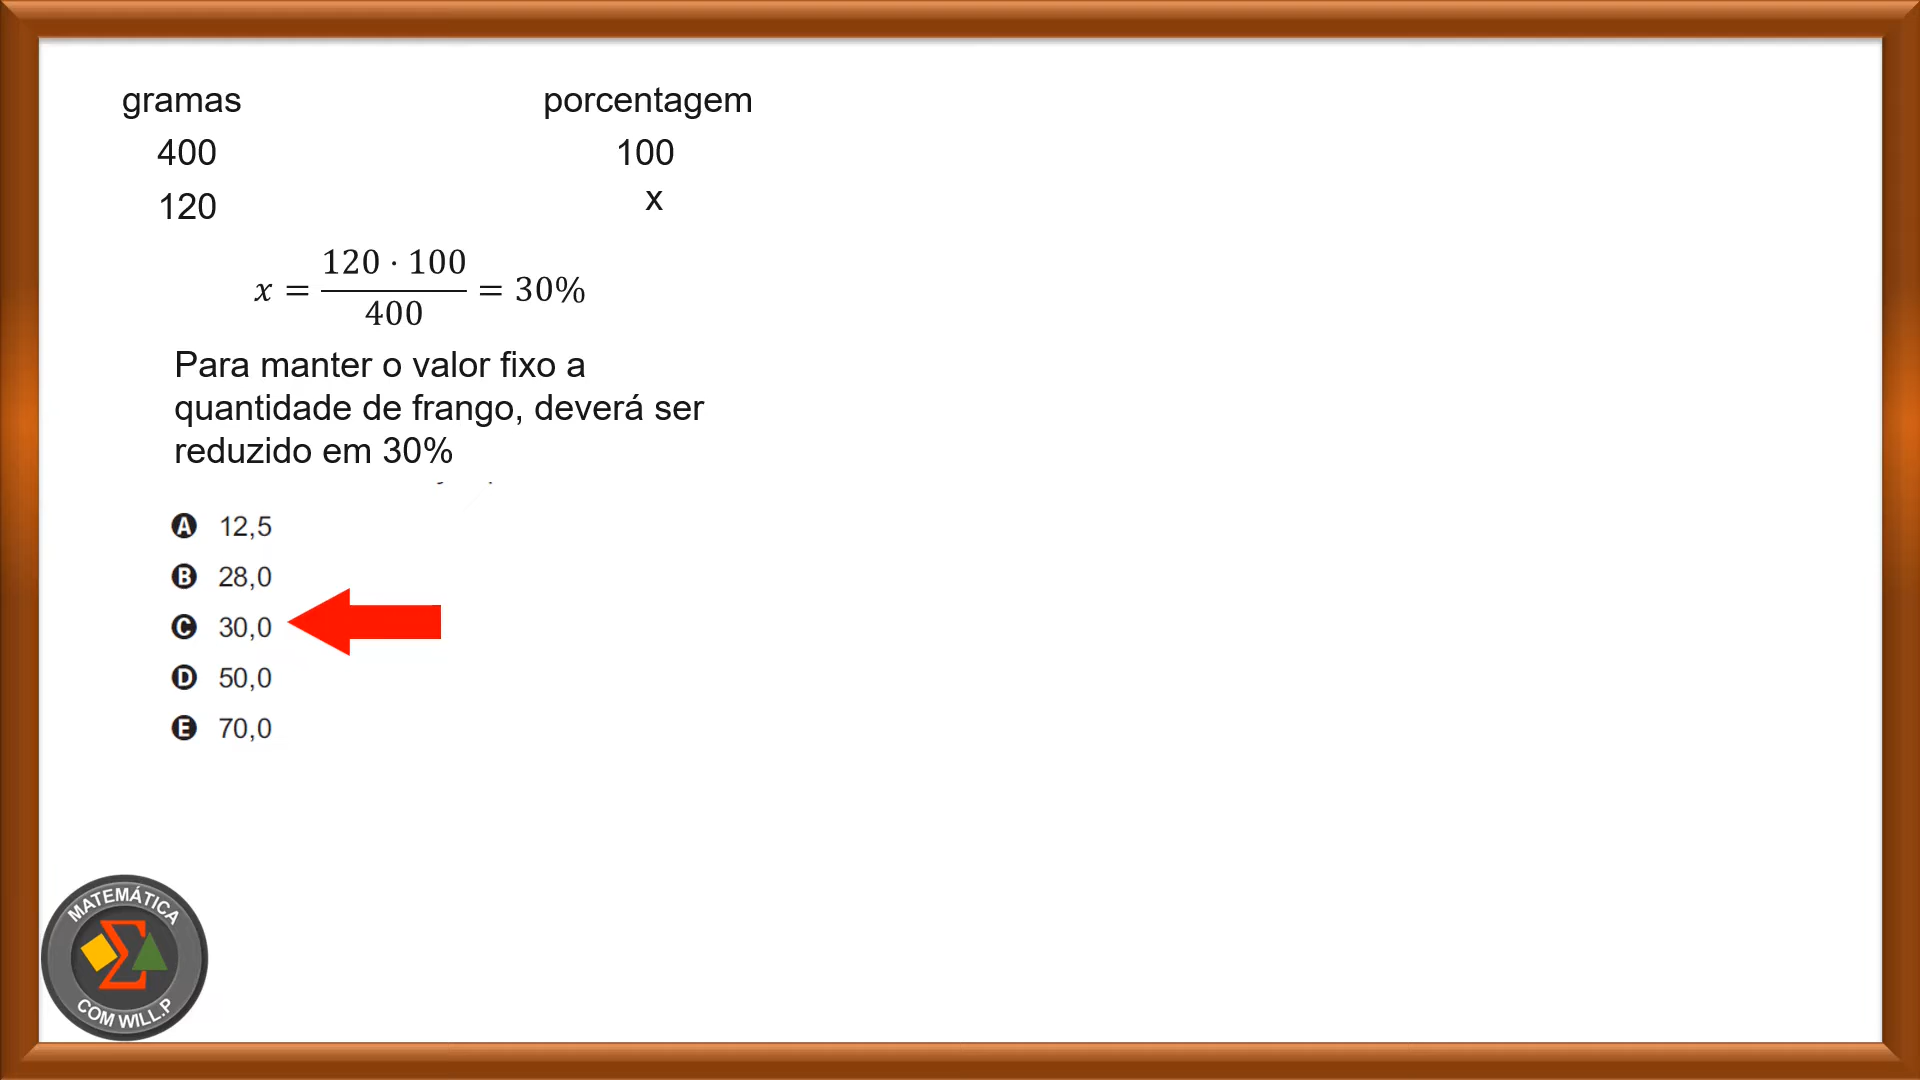 gramas porcentagem
400 100
120 x
x = 120 · 100 / 400 = 30%
Para manter o valor fixo a
quantidade de frango, deverá ser
reduzido em 30%
A 12,5
B 28,0
C 30,0
D 50,0
E 70,0
MATEMÁTICA
COM WILL.P